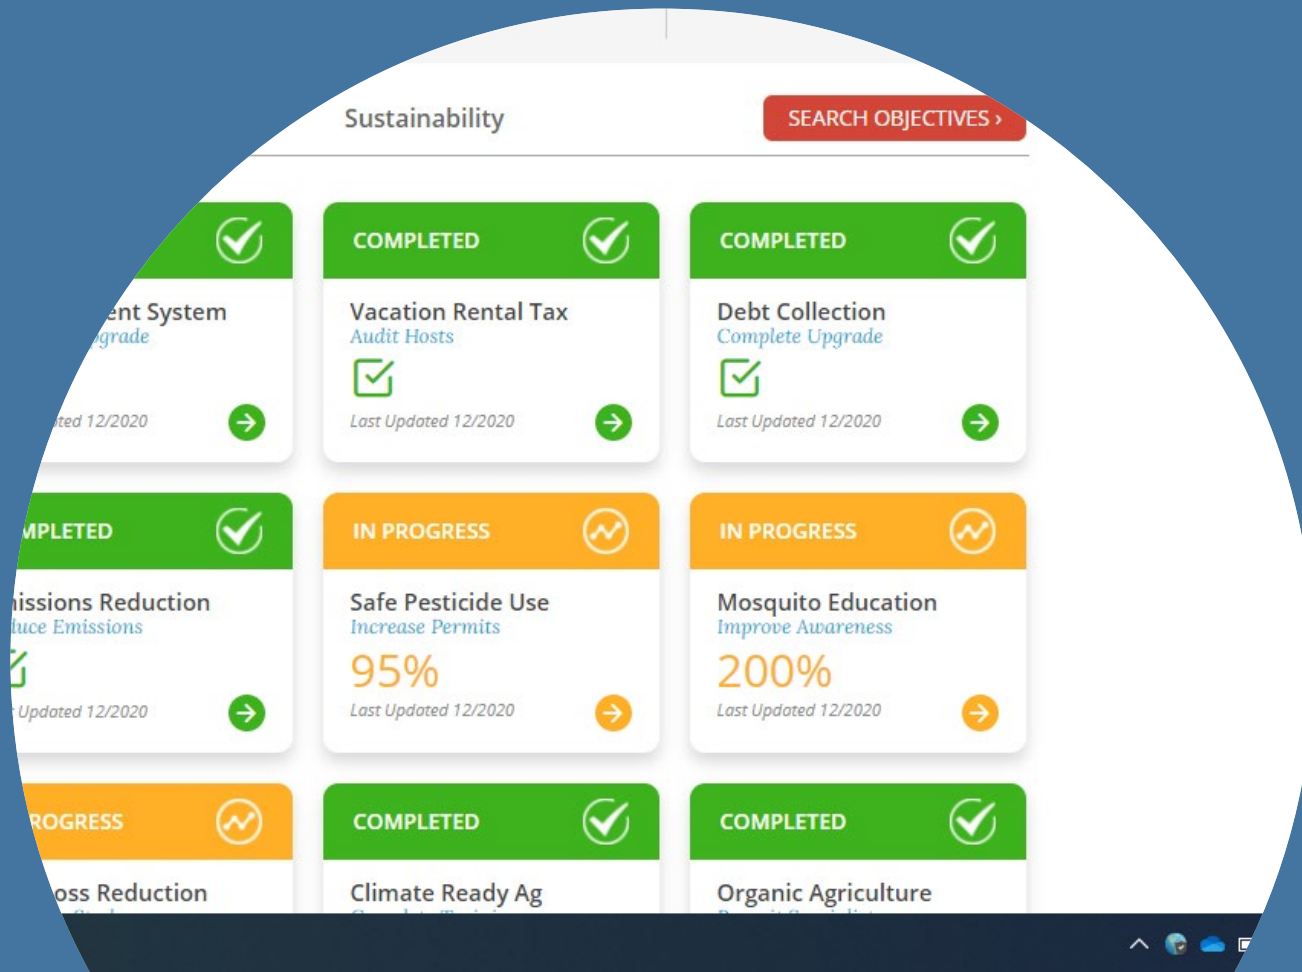 Sustainability
SEARCH OBJECTIVES ›
COMPLETED
COMPLETED
ent System
Vacation Rental Tax
Debt Collection
pgrade
Audit Hosts
Complete Upgrade
ted 12/2020
Last Updated 12/2020
Last Updated 12/2020
MPLETED
IN PROGRESS
IN PROGRESS
issions Reduction
Safe Pesticide Use
Mosquito Education
duce Emissions
Increase Permits
Improve Awareness
95%
200%
Updated 12/2020
Last Updated 12/2020
Last Updated 12/2020
ROGRESS
COMPLETED
COMPLETED
oss Reduction
Climate Ready Ag
Organic Agriculture